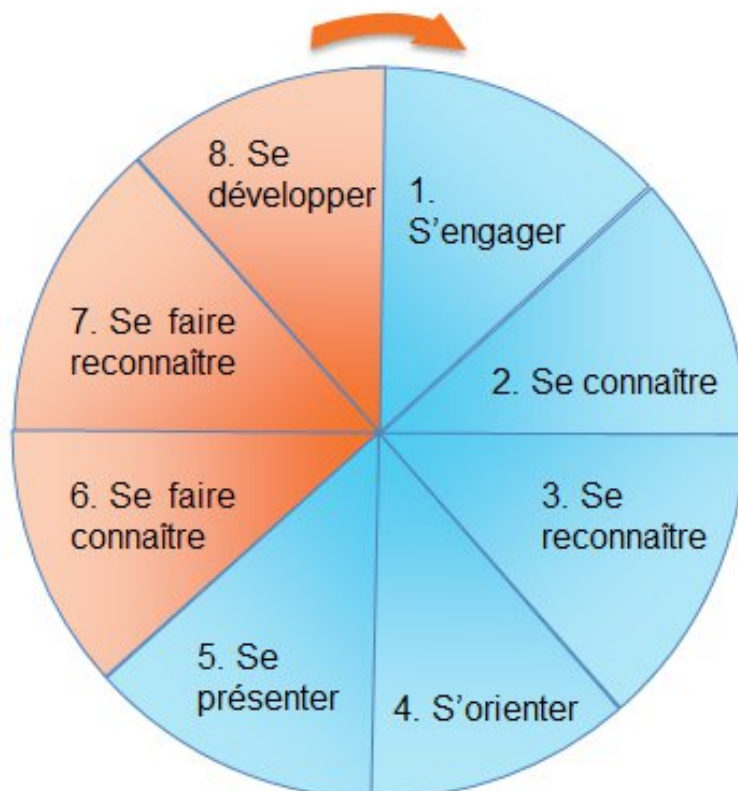 1.
S’engager
2. Se connaître
3. Se
reconnaître
4. S'orienter
5. Se
présenter
6. Se faire
connaître
7. Se faire
reconnaître
8. Se
développer